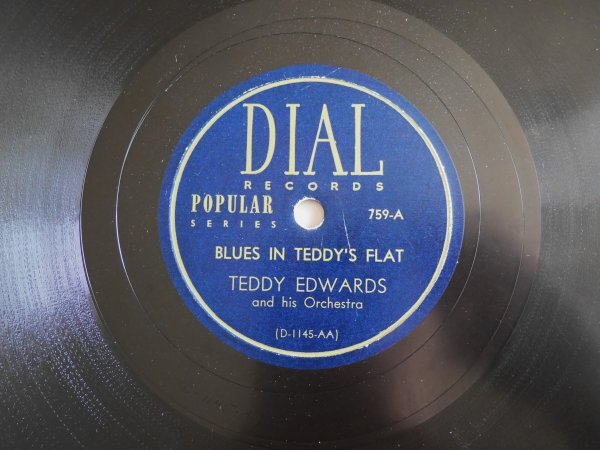 DIAL
RECORDS
POPULAR
SERIES
759-A
BLUES IN TEDDY'S FLAT
TEDDY EDWARDS
and his Orchestra
(D-1145-AA)